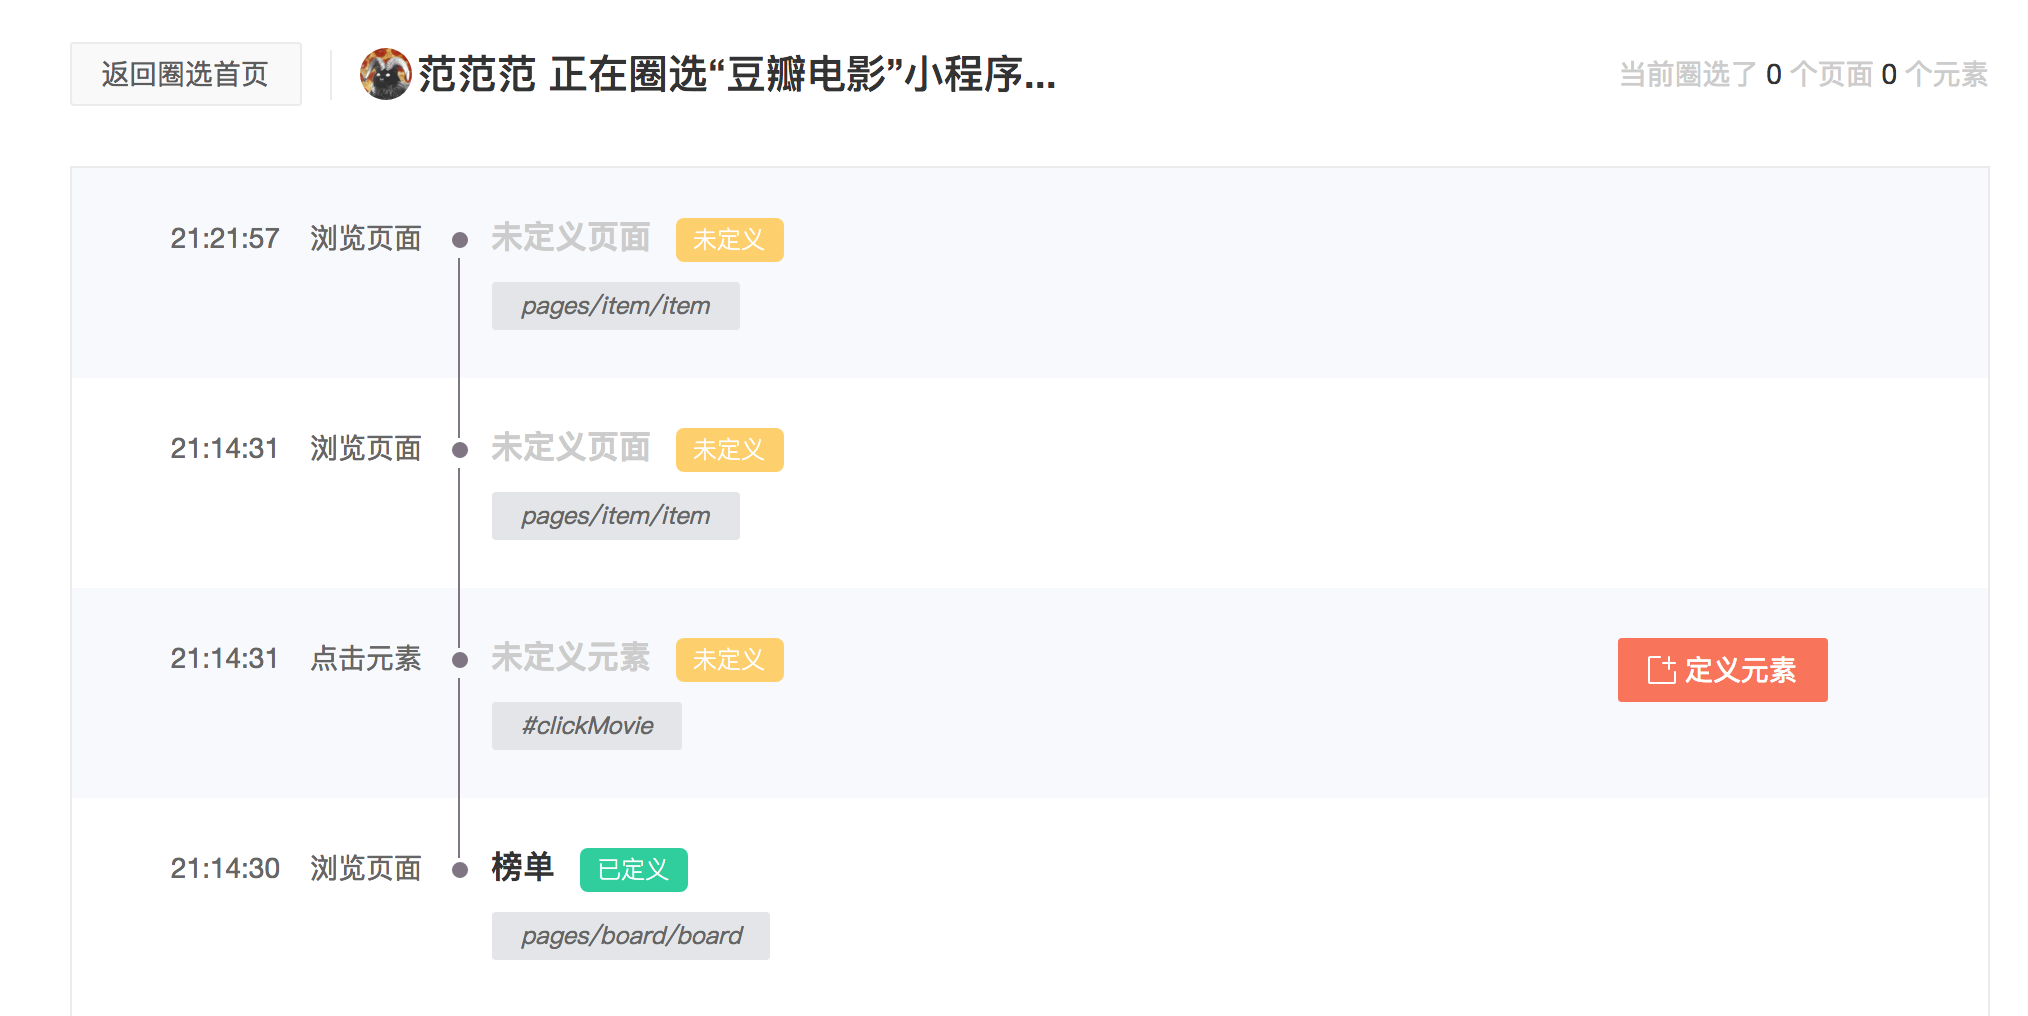 返回圈选首页
范范范 正在圈选“豆瓣电影”小程序...
当前圈选了 0 个页面 0 个元素
21:21:57 浏览页面 未定义页面 未定义
pages/item/item
21:14:31 浏览页面 未定义页面 未定义
pages/item/item
21:14:31 点击元素 未定义元素 未定义
定义元素
#clickMovie
21:14:30 浏览页面 榜单 已定义
pages/board/board